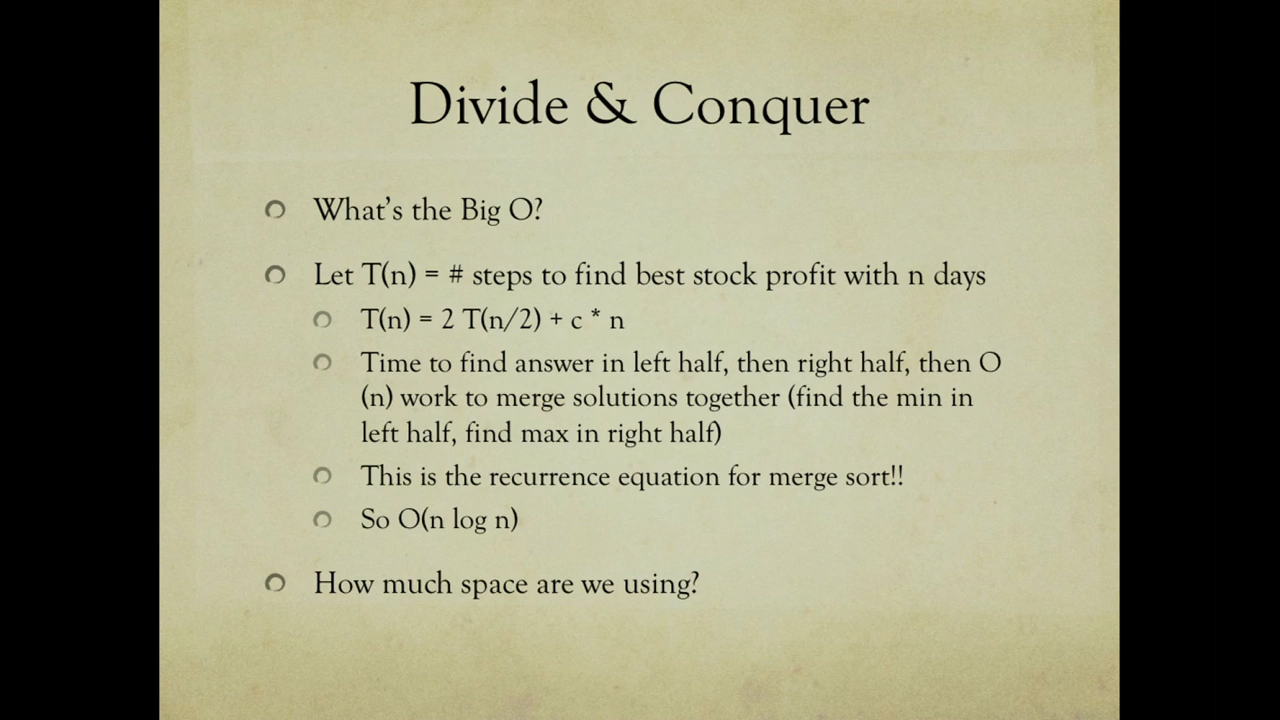 Divide & Conquer
What's the Big O?
Let T(n) = # steps to find best stock profit with n days
T(n) = 2 T(n/2) + c * n
Time to find answer in left half, then right half, then O
(n) work to merge solutions together (find the min in
left half, find max in right half)
This is the recurrence equation for merge sort!!
So O(n log n)
How much space are we using?